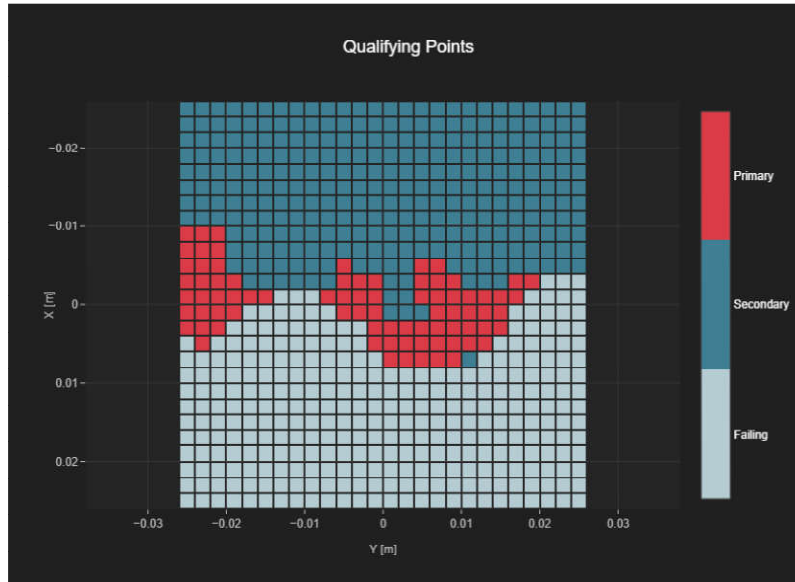 Qualifying Points
Primary
Secondary
Failing
−0.02
−0.01
0
0.01
0.02
X [m]
−0.03
−0.02
−0.01
0
0.01
0.02
0.03
Y [m]